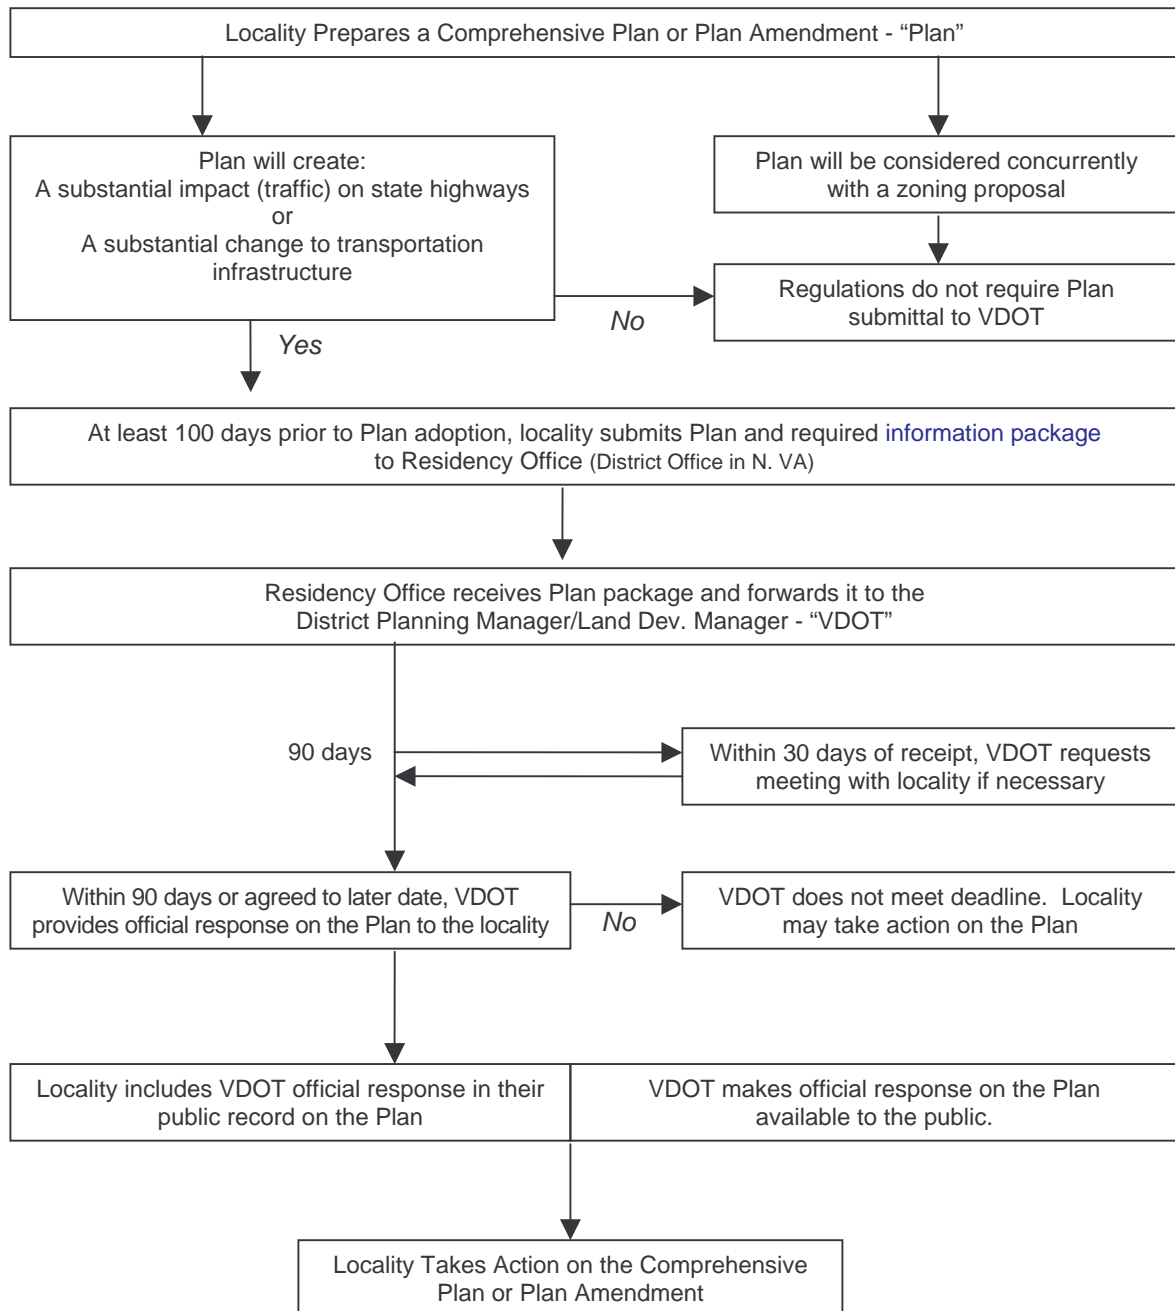 Locality Prepares a Comprehensive Plan or Plan Amendment - “Plan”
Plan will create:
A substantial impact (traffic) on state highways
or
A substantial change to transportation
infrastructure
Plan will be considered concurrently
with a zoning proposal
Regulations do not require Plan
submittal to VDOT
No
Yes
At least 100 days prior to Plan adoption, locality submits Plan and required information package
to Residency Office (District Office in N. VA)
Residency Office receives Plan package and forwards it to the
District Planning Manager/Land Dev. Manager - “VDOT”
90 days
Within 30 days of receipt, VDOT requests
meeting with locality if necessary
Within 90 days or agreed to later date, VDOT
provides official response on the Plan to the locality
No
VDOT does not meet deadline.  Locality
may take action on the Plan
Locality includes VDOT official response in their
public record on the Plan
VDOT makes official response on the Plan
available to the public.
Locality Takes Action on the Comprehensive
Plan or Plan Amendment